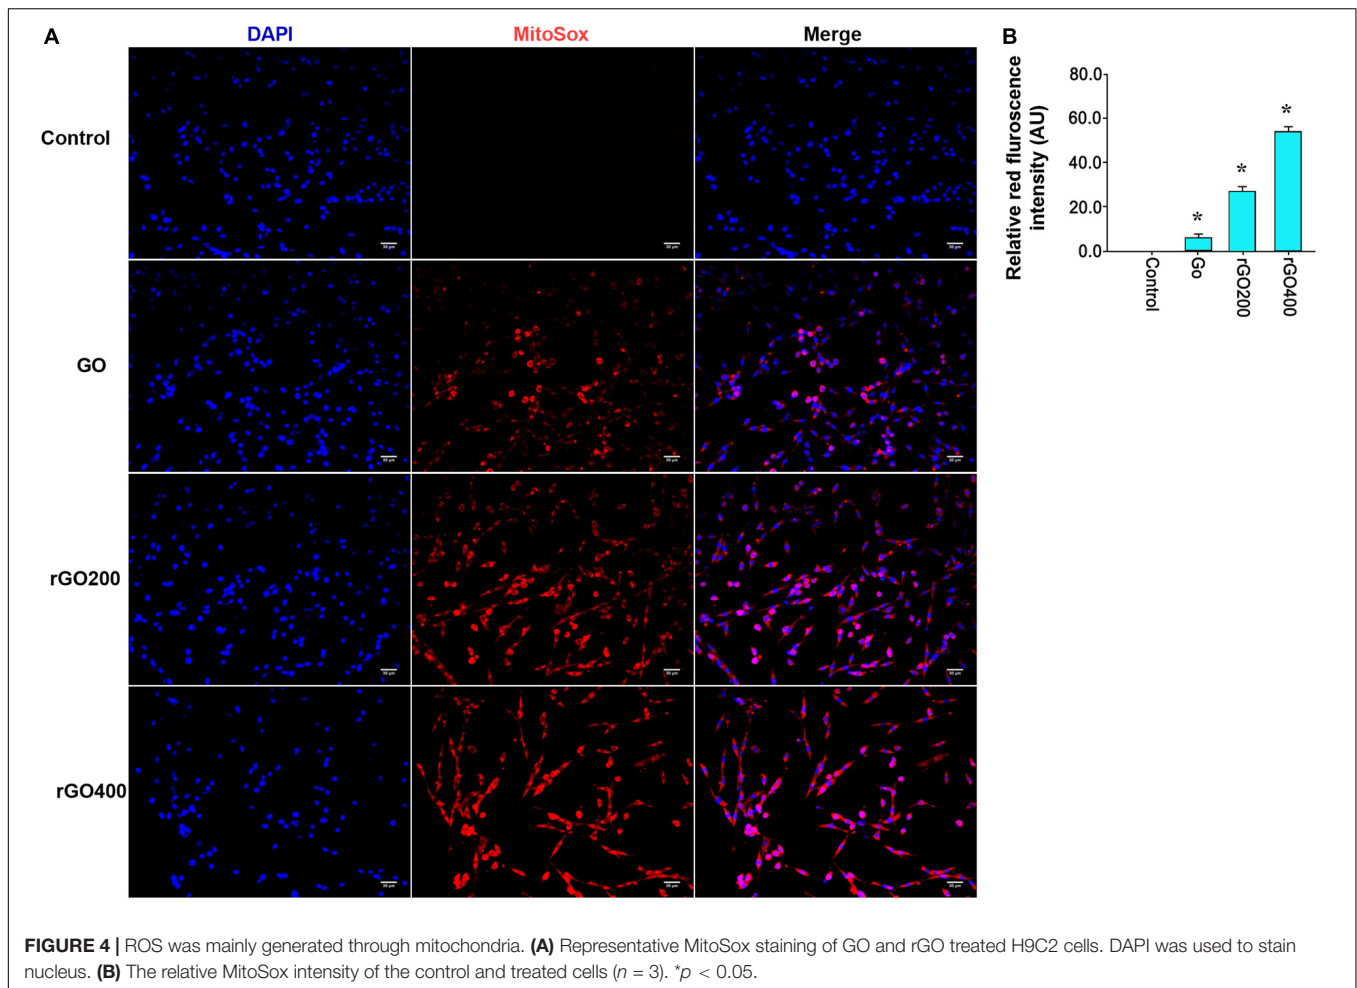 A
DAPI
MitoSox
Merge
Control
GO
rGO200
rGO400
B
Relative red fluroscence
intensity (AU)
80.0
60.0
40.0
20.0
0.0
*
*
*
Control
Go
rGO200
rGO400
FIGURE 4 | ROS was mainly generated through mitochondria. (A) Representative MitoSox staining of GO and rGO treated H9C2 cells. DAPI was used to stain
nucleus. (B) The relative MitoSox intensity of the control and treated cells (n = 3). *p < 0.05.